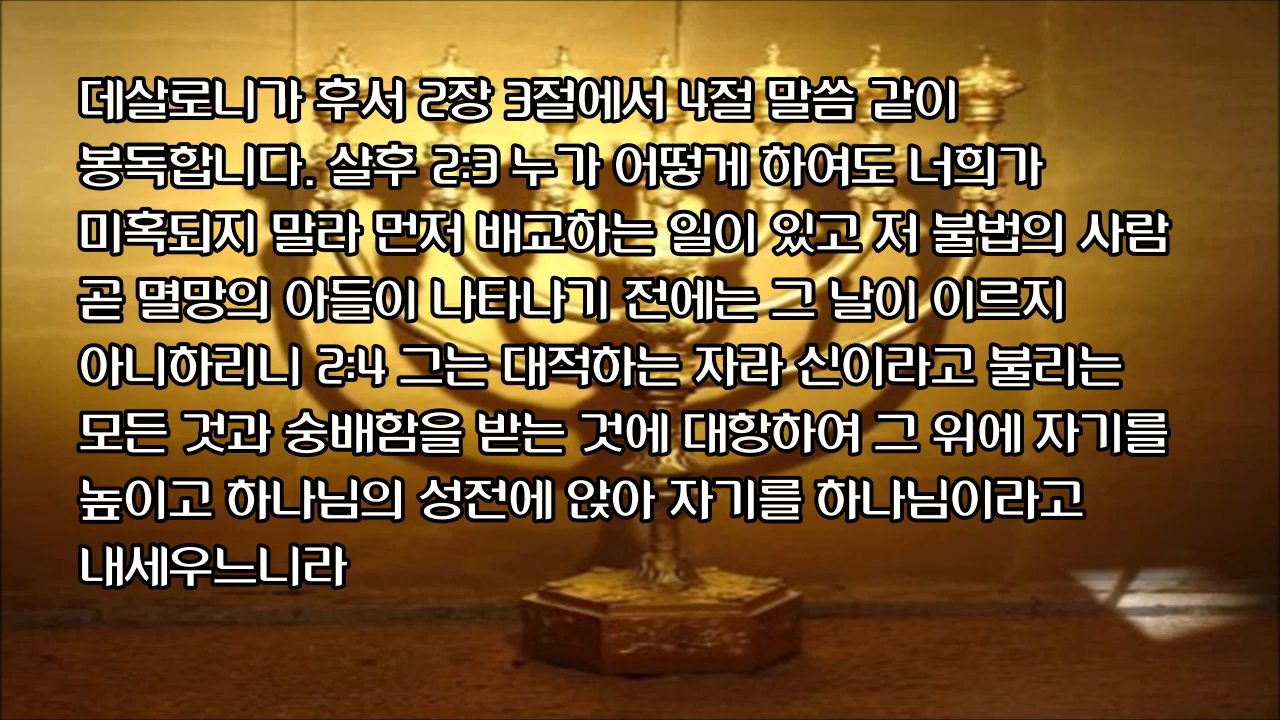 데살로니가 후서 2장 3절에서 4절 말씀 같이
봉독합니다. 살후 2:3 누가 어떻게 하여도 너희가
미혹되지 말라 먼저 배교하는 일이 있고 저 불법의 사람
곧 멸망의 아들이 나타나기 전에는 그 날이 이르지
아니하리니 2:4 그는 대적하는 자라 신이라고 불리는
모든 것과 숭배함을 받는 것에 대항하여 그 위에 자기를
높이고 하나님의 성전에 앉아 자기를 하나님이라고
내세우느니라